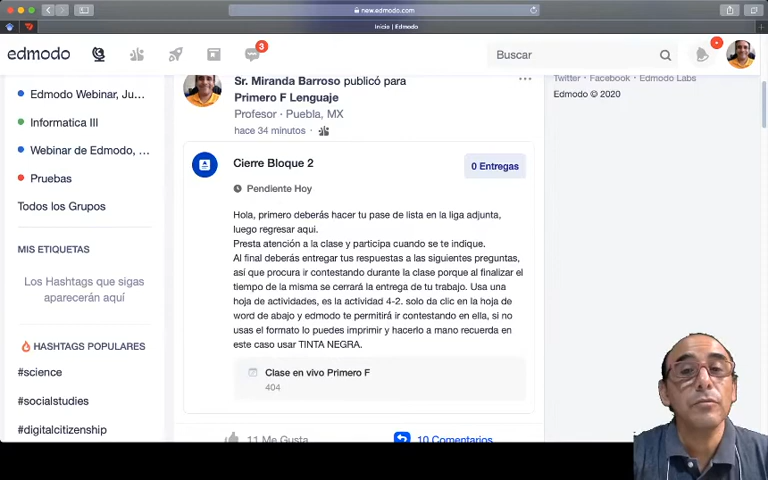 new.edmodo.com
Inicio | Edmodo
edmodo
3
Buscar
Edmodo Webinar, Ju...
Informatica III
Webinar de Edmodo, ...
Pruebas
Todos los Grupos
MIS ETIQUETAS
Los Hashtags que sigas
aparecerán aquí
HASHTAGS POPULARES
#science
#socialstudies
#digitalcitizenship
Sr. Miranda Barroso publicó para
Primero F Lenguaje
Profesor · Puebla, MX
hace 34 minutos ·
Cierre Bloque 2
0 Entregas
Pendiente Hoy
Hola, primero deberás hacer tu pase de lista en la liga adjunta,
luego regresar aqui.
Presta atención a la clase y participa cuando se te indique.
Al final deberás entregar tus respuestas a las siguientes preguntas,
así que procura ir contestando durante la clase porque al finalizar el
tiempo de la misma se cerrará la entrega de tu trabajo. Usa una
hoja de actividades, es la actividad 4-2. solo da clic en la hoja de
word de abajo y edmodo te permitirá ir contestando en ella, si no
usas el formato lo puedes imprimir y hacerlo a mano recuerda en
este caso usar TINTA NEGRA.
Clase en vivo Primero F
404
11 Me Gusta
10 Comentarios
Twitter · Facebook · Edmodo Labs
Edmodo © 2020